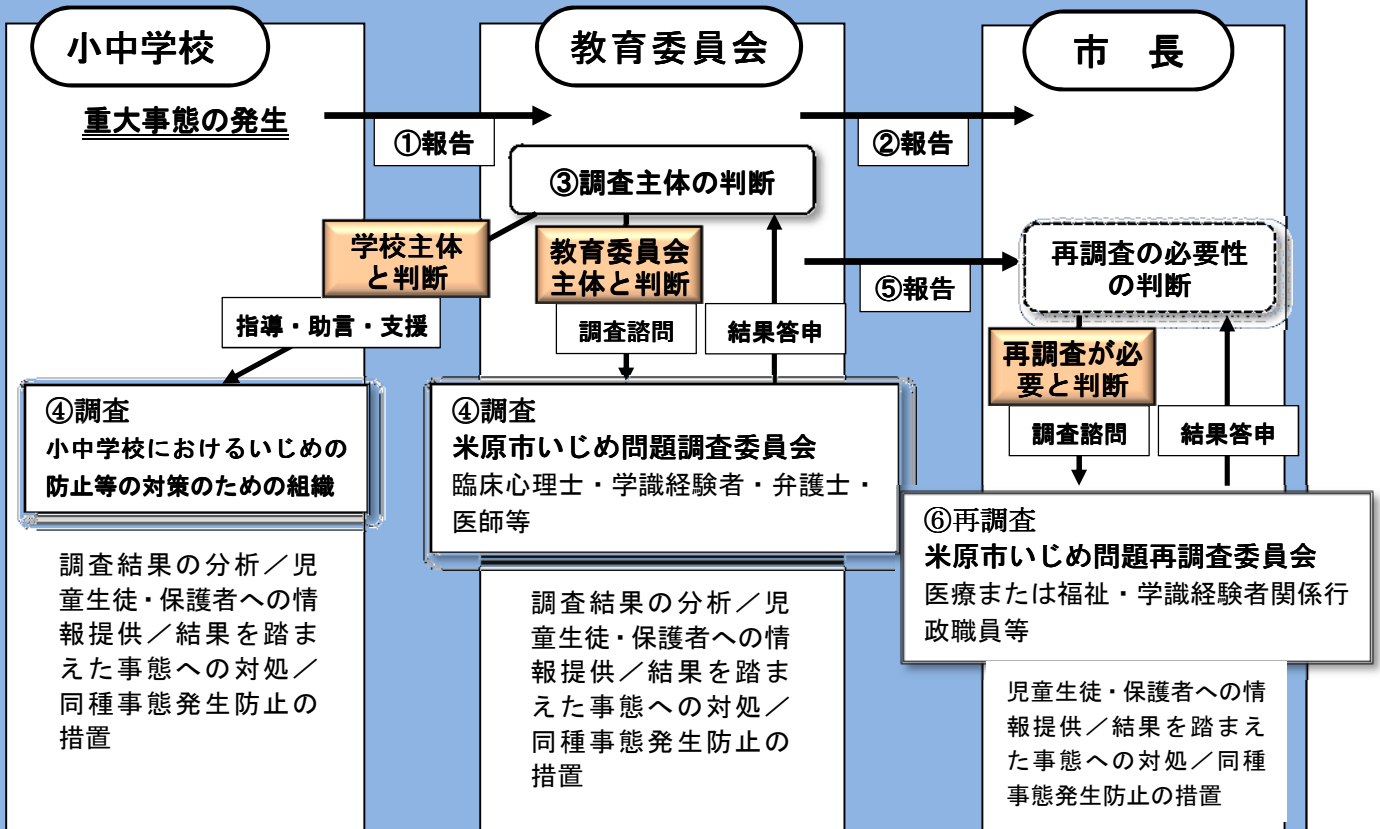 小中学校
教育委員会
市　長
重大事態の発生
①報告
②報告
③調査主体の判断
学校主体
と判断
教育委員会
主体と判断
⑤報告
再調査の必要性
の判断
指導・助言・支援
調査諮問
結果答申
再調査が必
要と判断
調査諮問
結果答申
④調査
小中学校におけるいじめの
防止等の対策のための組織
④調査
米原市いじめ問題調査委員会
臨床心理士・学識経験者・弁護士・
医師等
⑥再調査
米原市いじめ問題再調査委員会
医療または福祉・学識経験者関係行
政職員等
調査結果の分析／児
童生徒・保護者への情
報提供／結果を踏ま
えた事態への対処／
同種事態発生防止の
措置
調査結果の分析／児
童生徒・保護者への情
報提供／結果を踏ま
えた事態への対処／
同種事態発生防止の
措置
児童生徒・保護者への情
報提供／結果を踏まえ
た事態への対処／同種
事態発生防止の措置